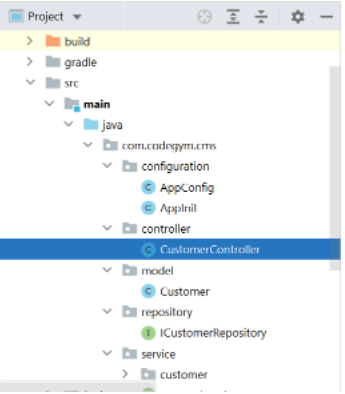 Project
build
gradle
src
main
java
com.codegym.cms
configuration
AppConfig
AppInit
controller
CustomerController
model
Customer
repository
ICustomerRepository
service
customer